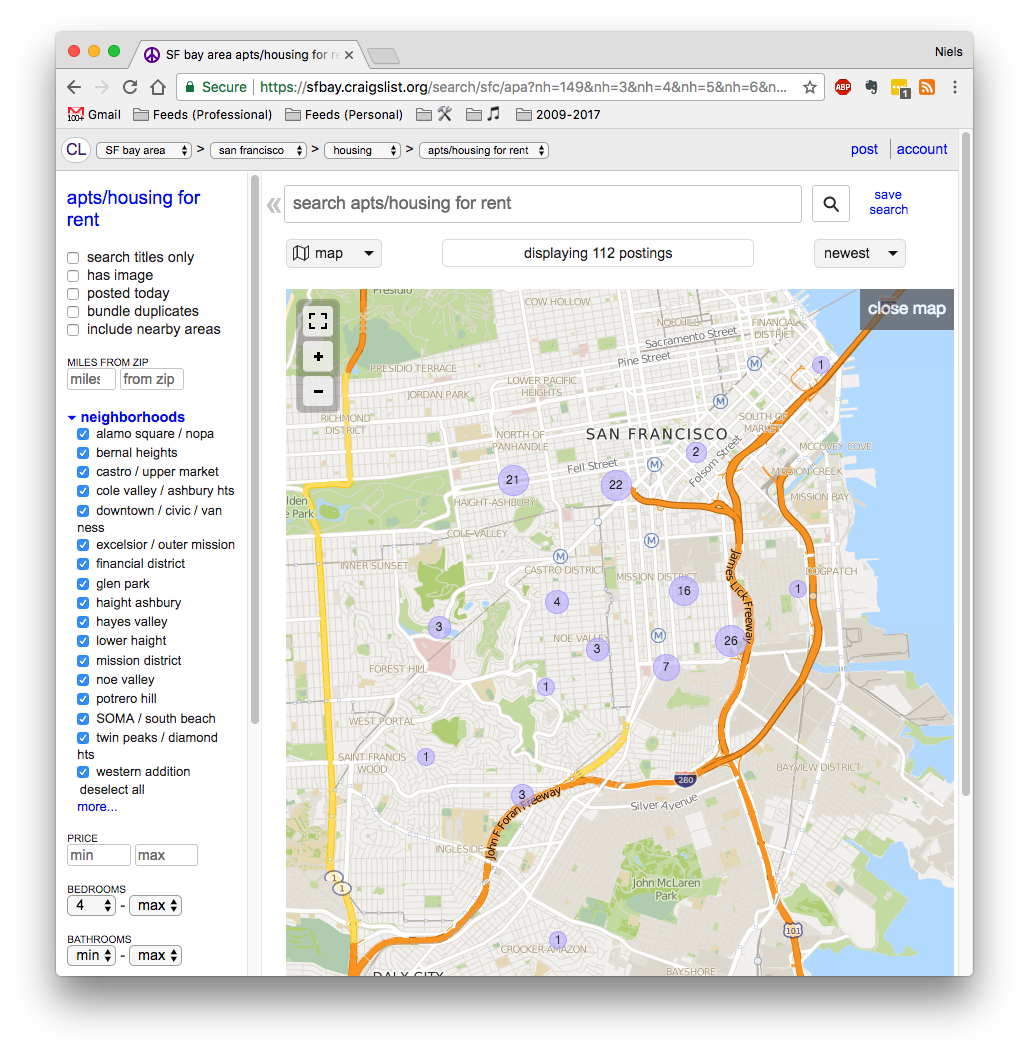 SF bay area apts/housing for re
Niels
Secure https://sfbay.craigslist.org/search/sfc/apa?nh=149&nh=3&nh=4&nh=5&nh=6&n...
ABP
1
100+ Gmail Feeds (Professional) Feeds (Personal) 2009-2017
CL SF bay area > san francisco > housing > apts/housing for rent
post account
apts/housing for
rent
search titles only
has image
posted today
bundle duplicates
include nearby areas
MILES FROM ZIP
miles from zip
neighborhoods
alamo square / nopa
bernal heights
castro / upper market
cole valley / ashbury hts
downtown / civic / van
ness
excelsior / outer mission
financial district
glen park
haight ashbury
hayes valley
lower haight
mission district
noe valley
potrero hill
SOMA / south beach
twin peaks / diamond
hts
western addition
deselect all
more...
PRICE
min max
BEDROOMS
4 - max
BATHROOMS
min - max
« search apts/housing for rent
save
search
map
displaying 112 postings
newest
close map
+
−
Presidio
COW HOLLOW
NOB HILL
FINANCIAL
DISTRICT
Sacramento Street
Pine Street
M
1
PRESIDIO TERRACE
LOWER PACIFIC
HEIGHTS
JORDAN PARK
M
RICHMOND
DISTRICT
SOUTH OF
MARKET
NORTH OF
PANHANDLE
SAN FRANCISCO
MCCOVEY COVE
2
Fell Street
M
Folsom Street
MISSION CREEK
21
22
MISSION BAY
lden
e Park
HAIGHT-ASHBURY
COLE VALLEY
M
M
INNER SUNSET
CASTRO DISTRICT
MISSION DISTRICT
James Lick Freeway
DOGPATCH
16
1
4
3
M
NOE VALLEY
26
3
7
FOREST HILL
1
WEST PORTAL
SAINT FRANCIS
WOOD
1
280
BAYVIEW DISTRICT
3
Silver Avenue
John F Foran Freeway
INGLESIDE
1
1
John McLaren
Park
101
1
CROCKER AMAZON
BAYSHORE
DALY CITY